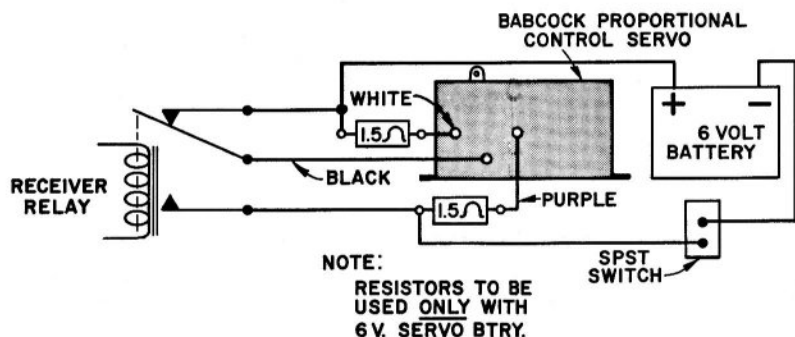 BABCOCK PROPORTIONAL
CONTROL SERVO
WHITE
1.5Ω
+
−
6 VOLT
BATTERY
BLACK
RECEIVER
RELAY
1.5Ω
PURPLE
SPST
SWITCH
NOTE:
RESISTORS TO BE
USED ONLY WITH
6 V. SERVO BTRY.